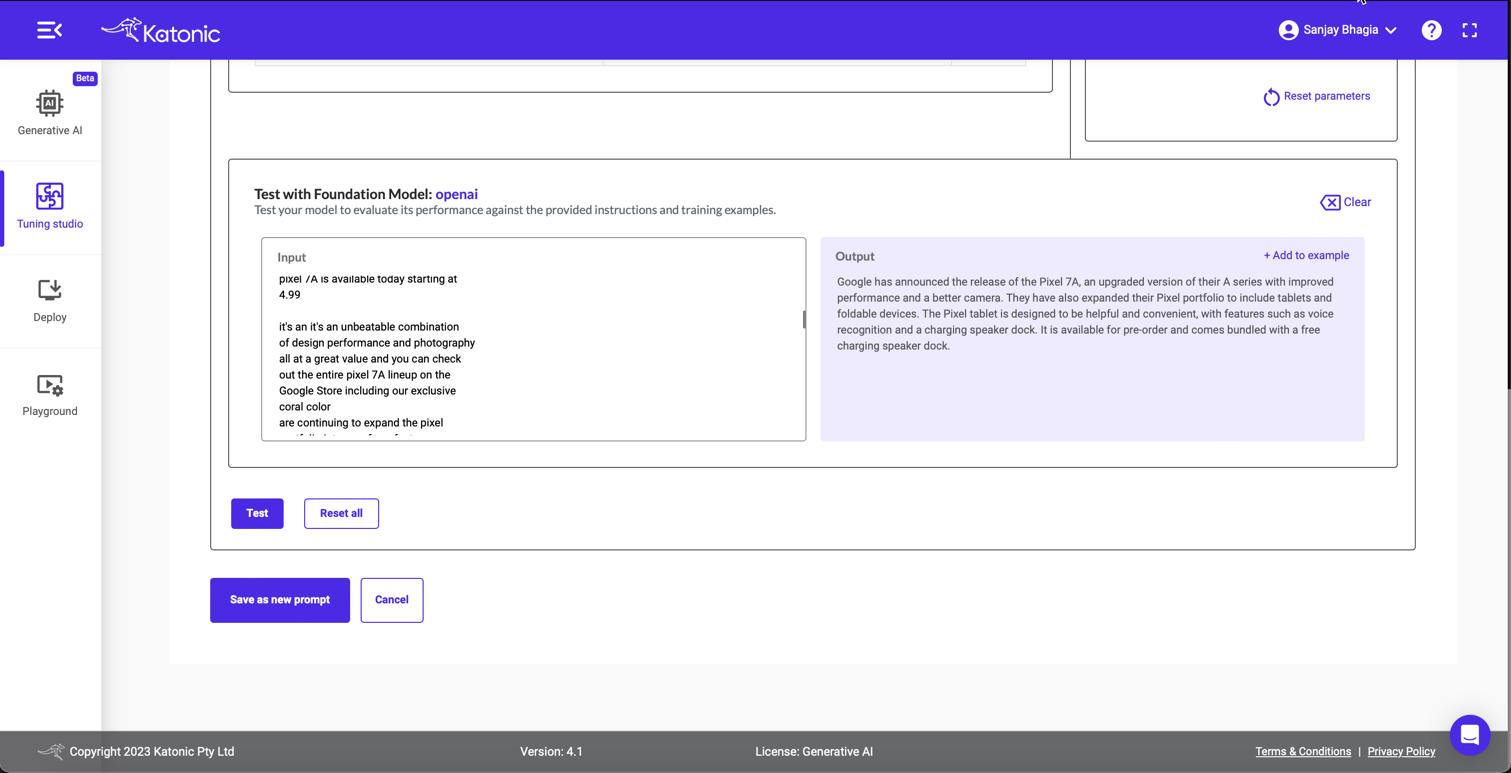 Katonic
Sanjay Bhagia
Beta
Generative AI
Tuning studio
Deploy
Playground
Reset parameters
Test with Foundation Model: openai
Test your model to evaluate its performance against the provided instructions and training examples.
Clear
Input
pixel 7A is available today starting at
4.99
it's an it's an unbeatable combination
of design performance and photography
all at a great value and you can check
out the entire pixel 7A lineup on the
Google Store including our exclusive
coral color
are continuing to expand the pixel
Output
+ Add to example
Google has announced the release of the Pixel 7A, an upgraded version of their A series with improved
performance and a better camera. They have also expanded their Pixel portfolio to include tablets and
foldable devices. The Pixel tablet is designed to be helpful and convenient, with features such as voice
recognition and a charging speaker dock. It is available for pre-order and comes bundled with a free
charging speaker dock.
Test
Reset all
Save as new prompt
Cancel
Copyright 2023 Katonic Pty Ltd
Version: 4.1
License: Generative AI
Terms & Conditions | Privacy Policy